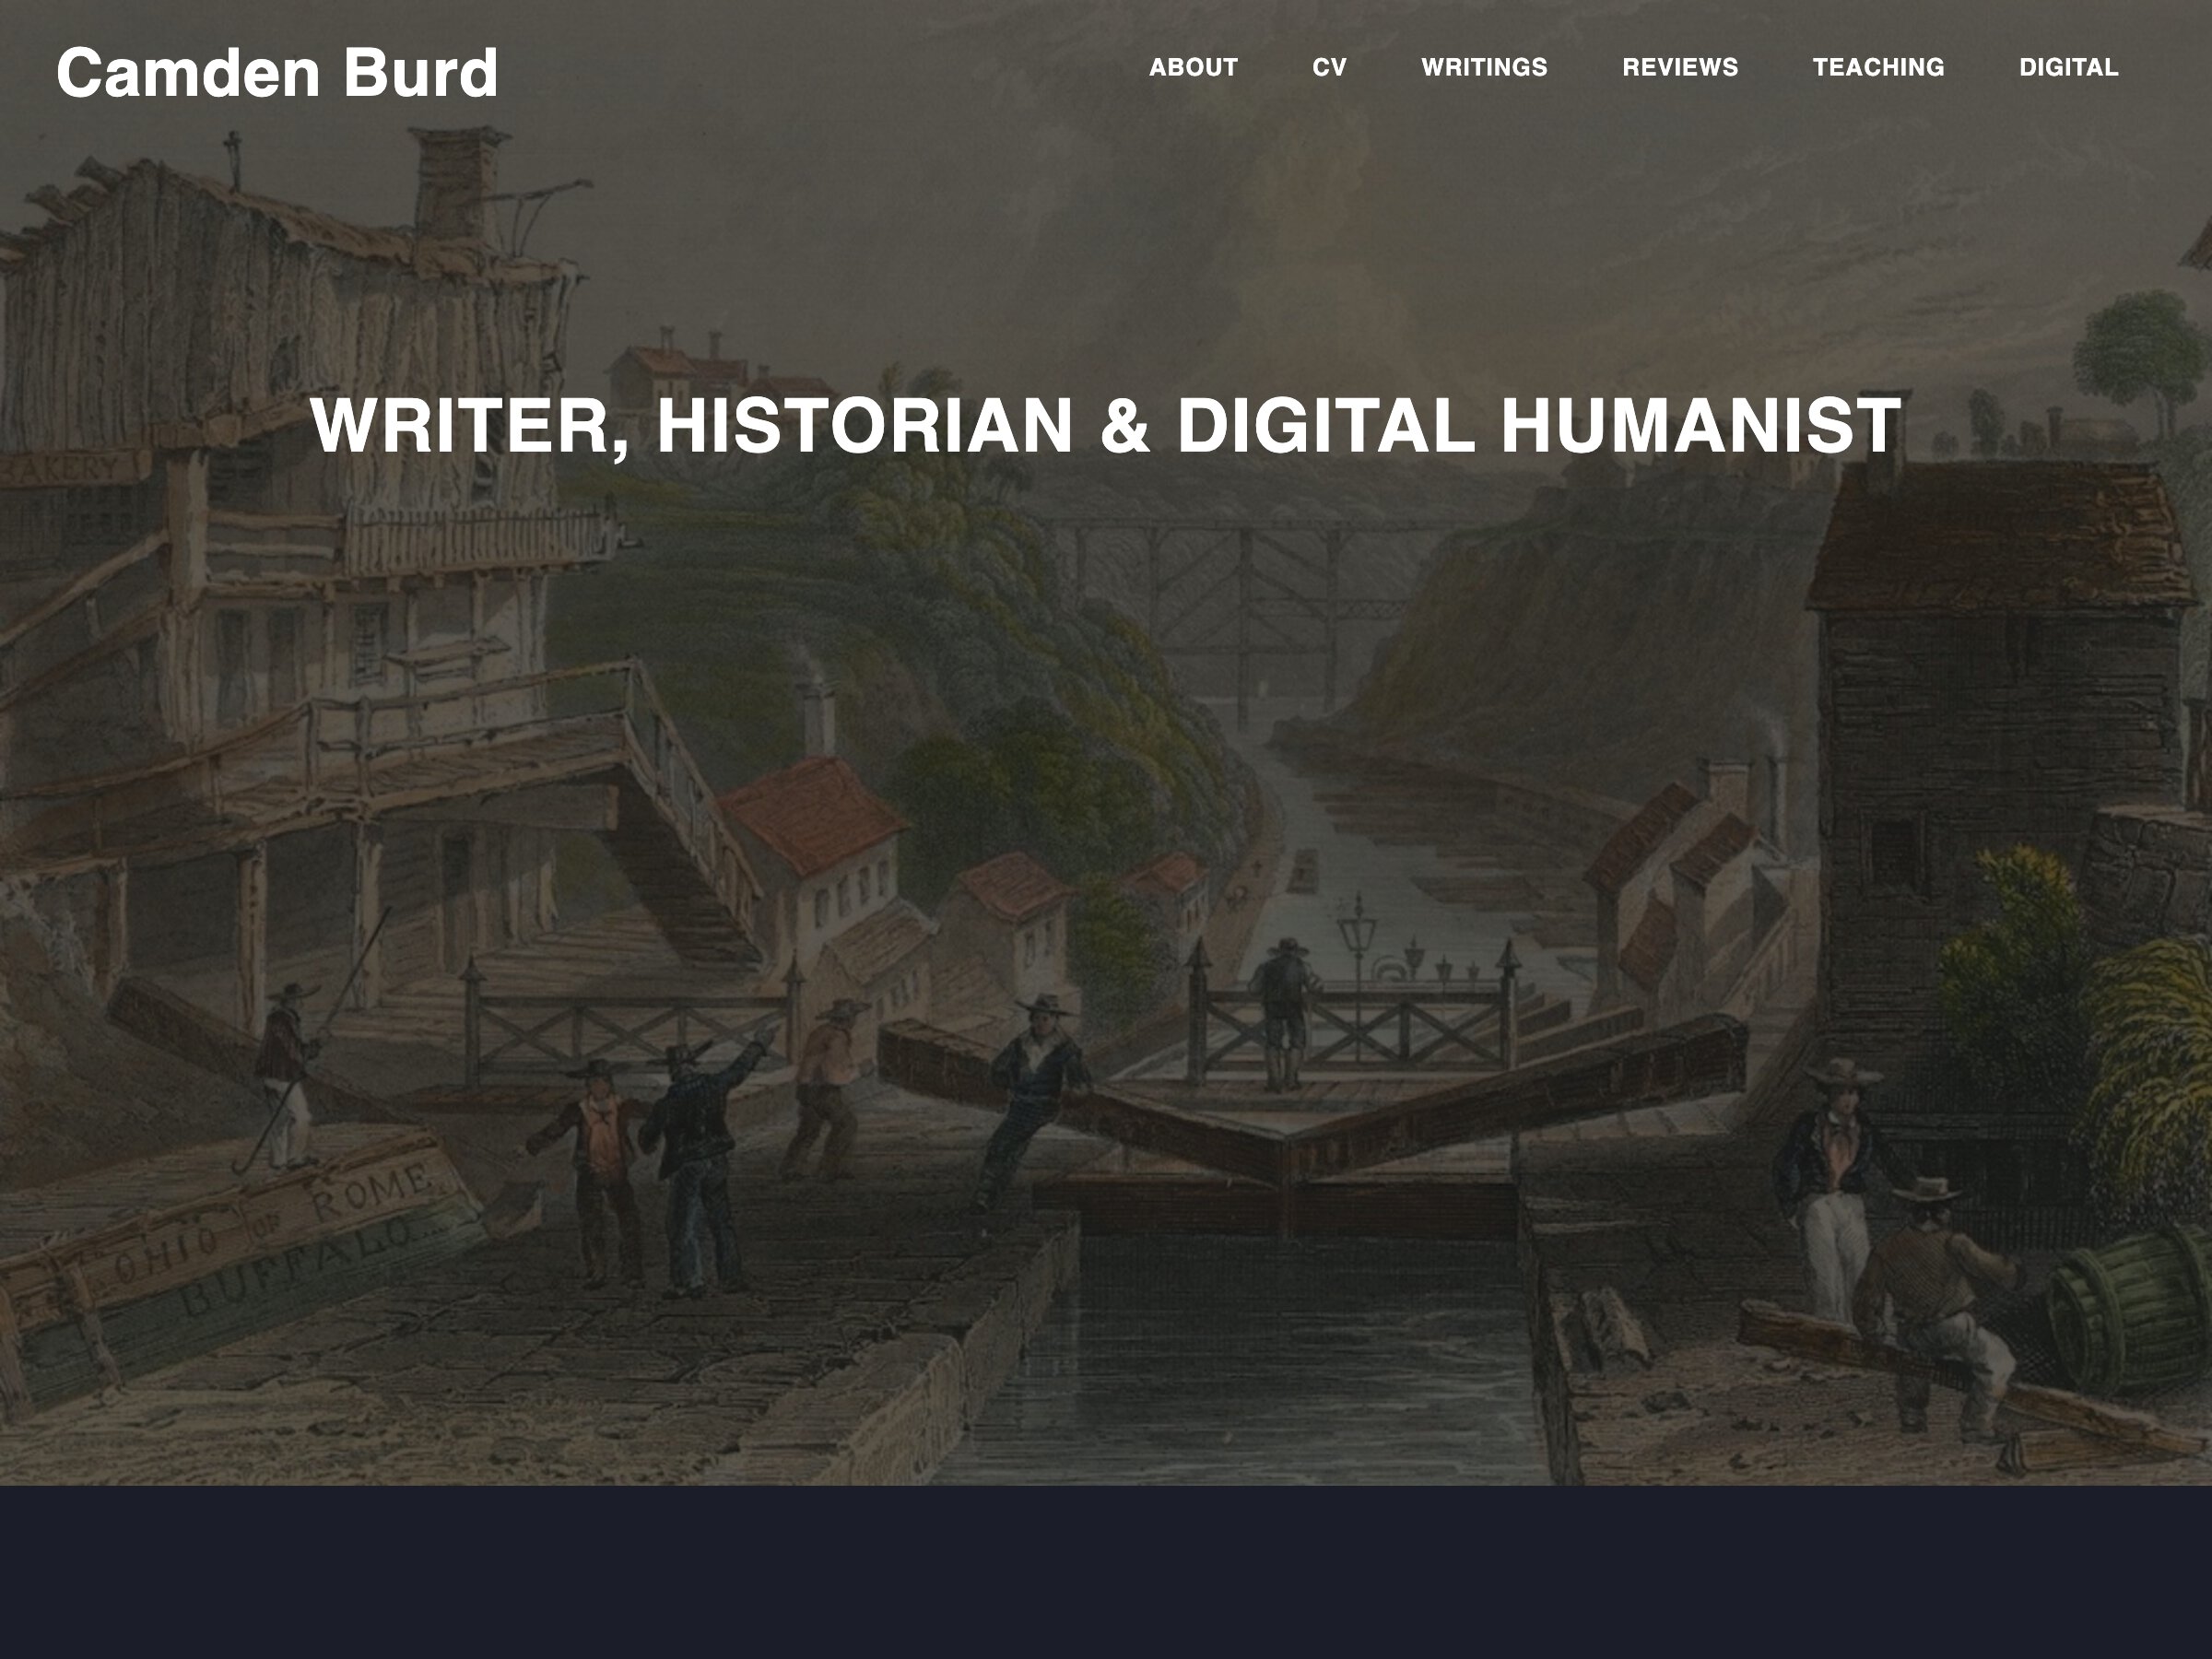 Camden Burd
ABOUT CV WRITINGS REVIEWS TEACHING DIGITAL
WRITER, HISTORIAN & DIGITAL HUMANIST
AKERY
OHIO OF ROME
BUFFALO